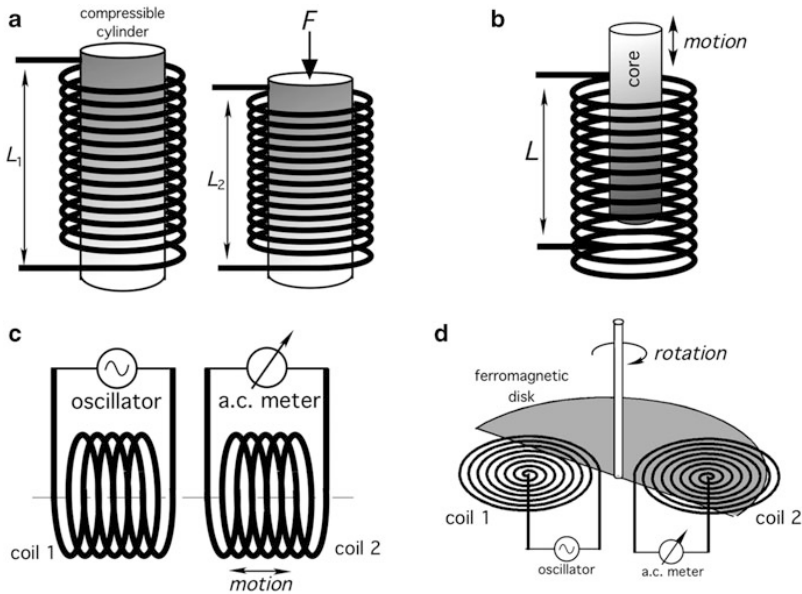 a
compressible
cylinder
F
L1
L2
b
motion
core
L
c
oscillator
a.c. meter
coil 1
coil 2
motion
d
rotation
ferromagnetic
disk
coil 1
coil 2
oscillator
a.c. meter